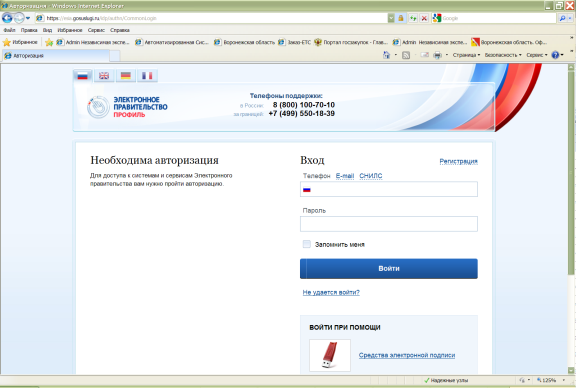 Авторизация - Windows Internet Explorer
https://esia.gosuslugi.ru/idp/authn/CommonLogin
Google
Файл Правка Вид Избранное Сервис Справка
Избранное Admin Независимая экспе... Автоматизированная Сис... Воронежская область Заказ-ЕТС Портал госзакупок - Глав... Admin Независимая экспе... Воронежская область. Оф...
Авторизация
Страница Безопасность Сервис
ЭЛЕКТРОННОЕ
ПРАВИТЕЛЬСТВО
ПРОФИЛЬ
Телефоны поддержки:
в России: 8 (800) 100-70-10
за границей: +7 (499) 550-18-39
Необходима авторизация
Для доступа к системам и сервисам Электронного
правительства вам нужно пройти авторизацию.
Вход
Регистрация
Телефон E-mail СНИЛС
Пароль
Запомнить меня
Войти
Не удается войти?
ВОЙТИ ПРИ ПОМОЩИ
Средства электронной подписи
Надежные узлы
125%